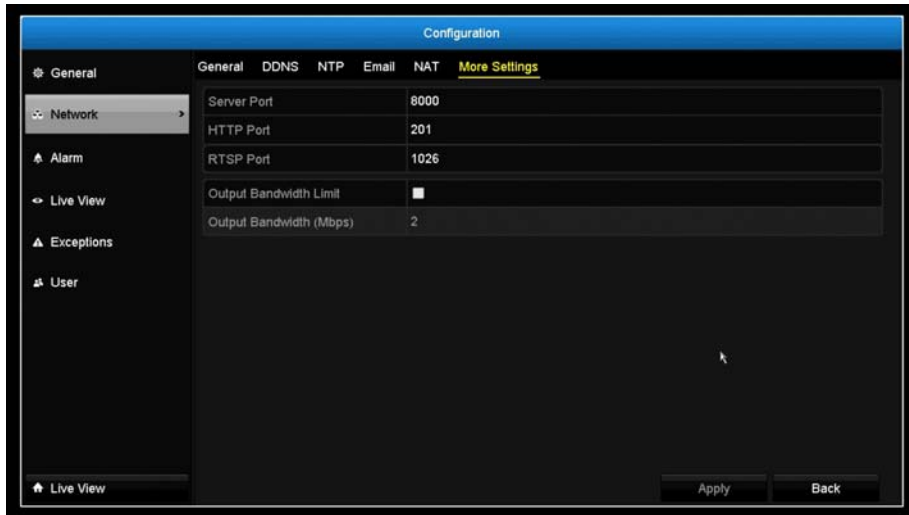 Configuration
General
Network
Alarm
Live View
Exceptions
User
Live View
General DDNS NTP Email NAT More Settings
Server Port 8000
HTTP Port 201
RTSP Port 1026
Output Bandwidth Limit
Output Bandwidth (Mbps) 2
Apply Back